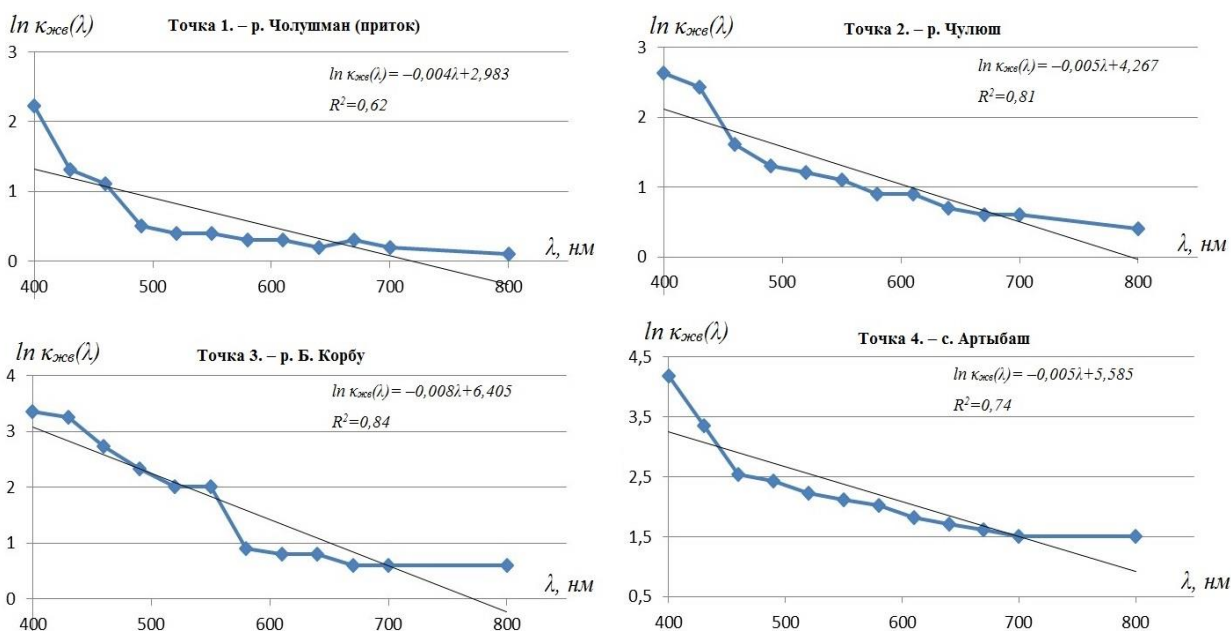 ln κжв(λ)
Точка 1. – р. Чолушман (приток)
ln κжв(λ)= –0,004λ+2,983
R²=0,62
3
2
1
0
λ, нм
400 500 600 700 800
ln κжв(λ)
Точка 2. – р. Чулюш
ln κжв(λ)= –0,005λ+4,267
R²=0,81
3
2
1
0
λ, нм
400 500 600 700 800
ln κжв(λ)
Точка 3. – р. Б. Корбу
ln κжв(λ)= –0,008λ+6,405
R²=0,84
4
3
2
1
0
λ, нм
400 500 600 700 800
ln κжв(λ)
Точка 4. – с. Артыбаш
ln κжв(λ)= –0,005λ+5,585
R²=0,74
4,5
3,5
2,5
1,5
0,5
λ, нм
400 500 600 700 800